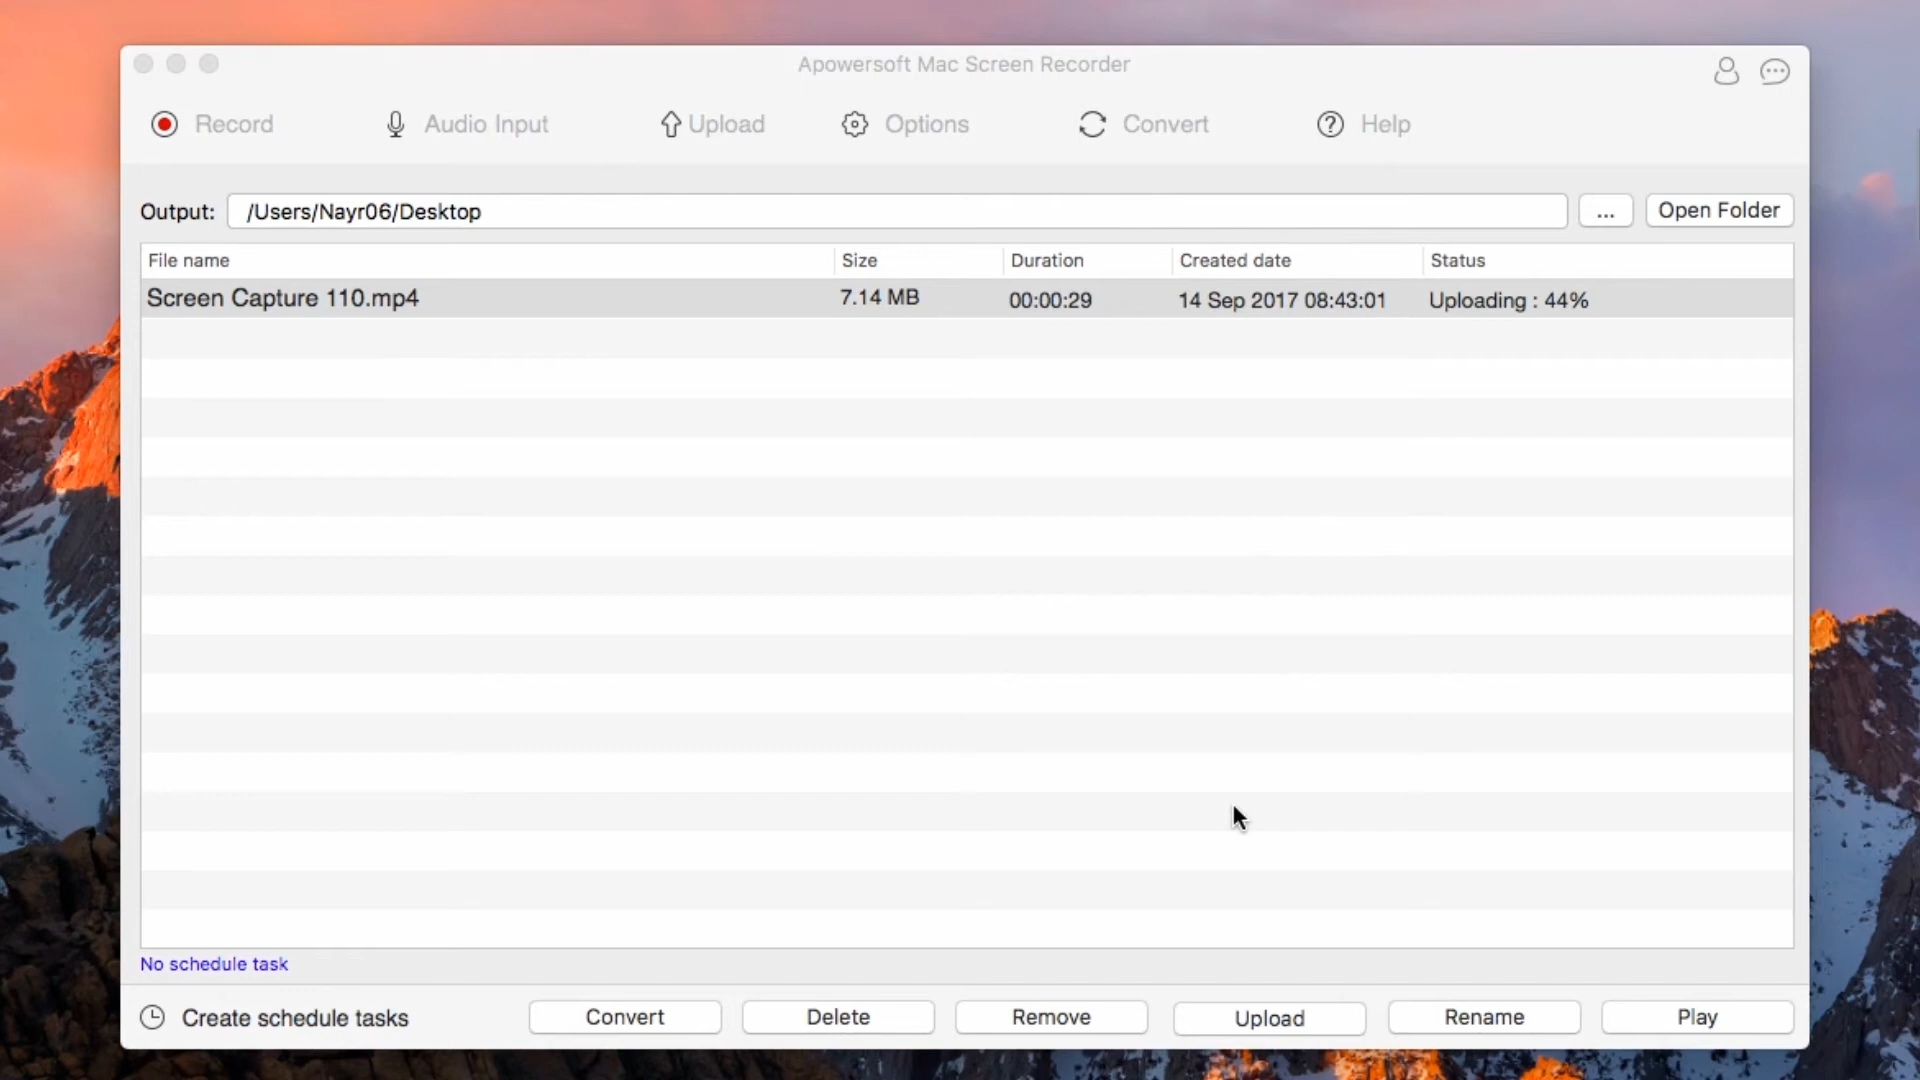 Apowersoft Mac Screen Recorder
Record Audio Input Upload Options Convert Help
Output: /Users/Nayr06/Desktop ... Open Folder
File name Size Duration Created date Status
Screen Capture 110.mp4 7.14 MB 00:00:29 14 Sep 2017 08:43:01 Uploading : 44%
No schedule task
Create schedule tasks Convert Delete Remove Upload Rename Play